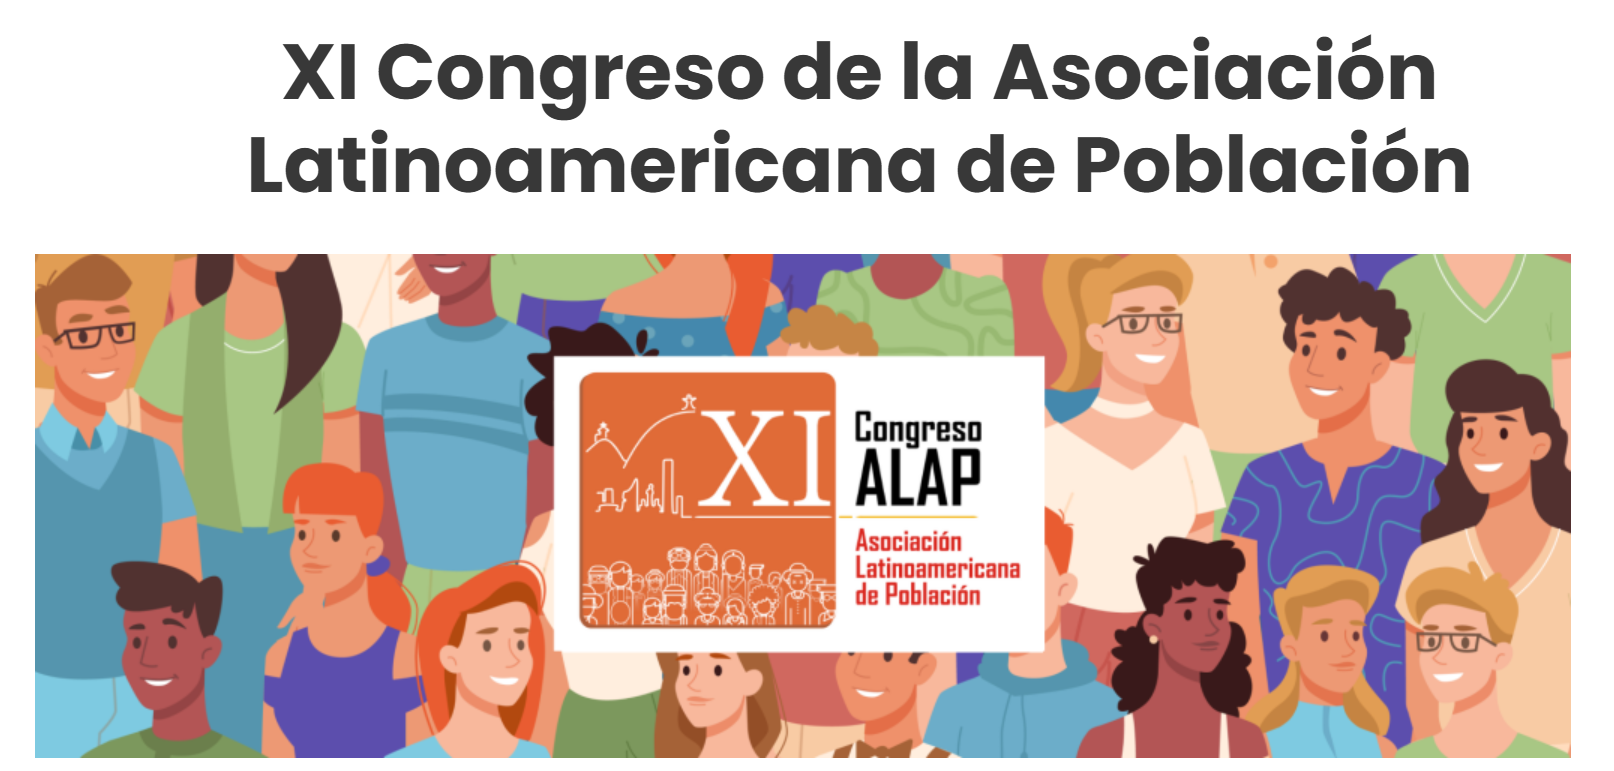 XI Congreso de la Asociación
Latinoamericana de Población
XI
Congreso
ALAP
Asociación
Latinoamericana
de Población